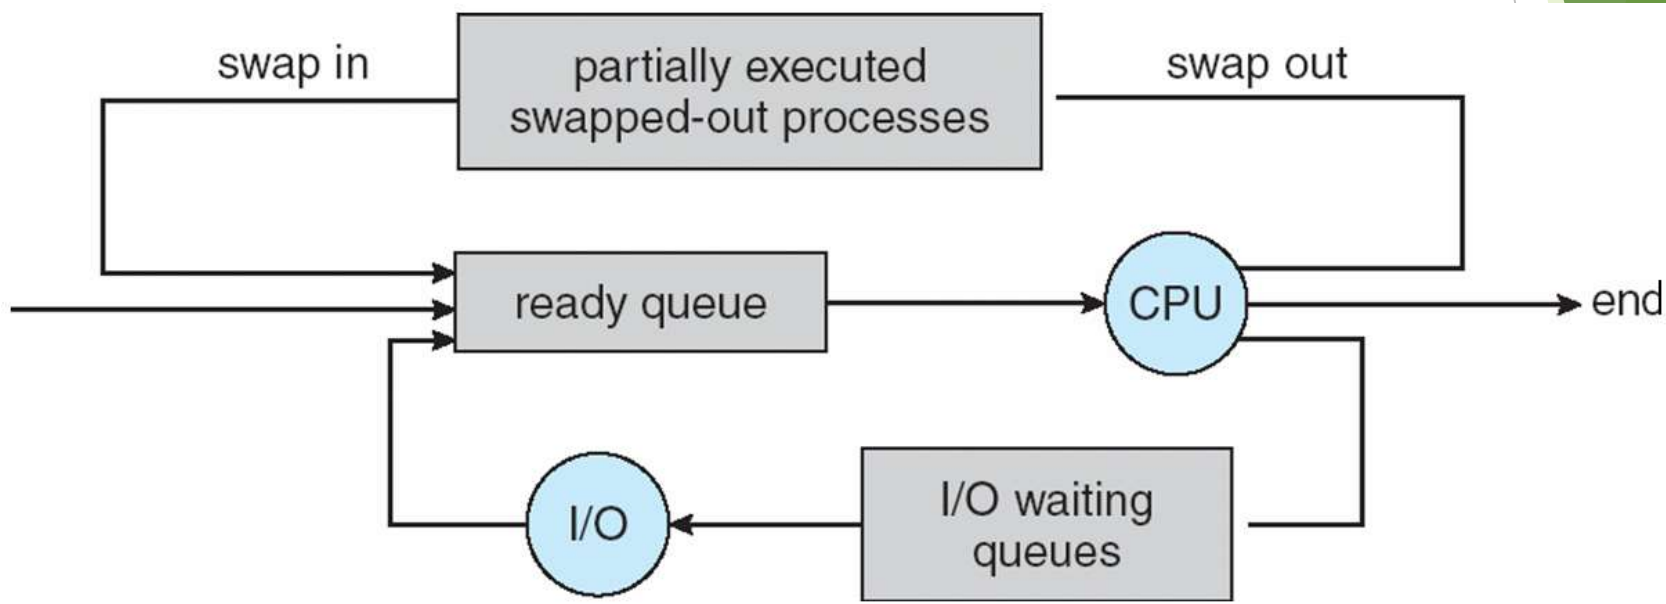 swap in
partially executed
swapped-out processes
swap out
ready queue
CPU
end
I/O
I/O waiting
queues